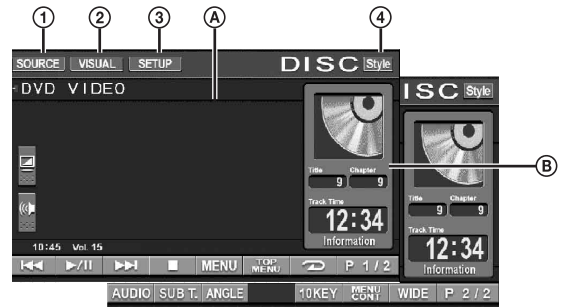 1 2 3 A 4
SOURCE VISUAL SETUP DISC Style
DVD VIDEO
ISC Style
B
Title Chapter
9 9
Track Time
12:34
Information
Title Chapter
9 9
Track Time
12:34
Information
10:45 Vol. 15
MENU TOP MENU P 1/2
AUDIO SUB T. ANGLE 10KEY MENU CONT WIDE P 2/2